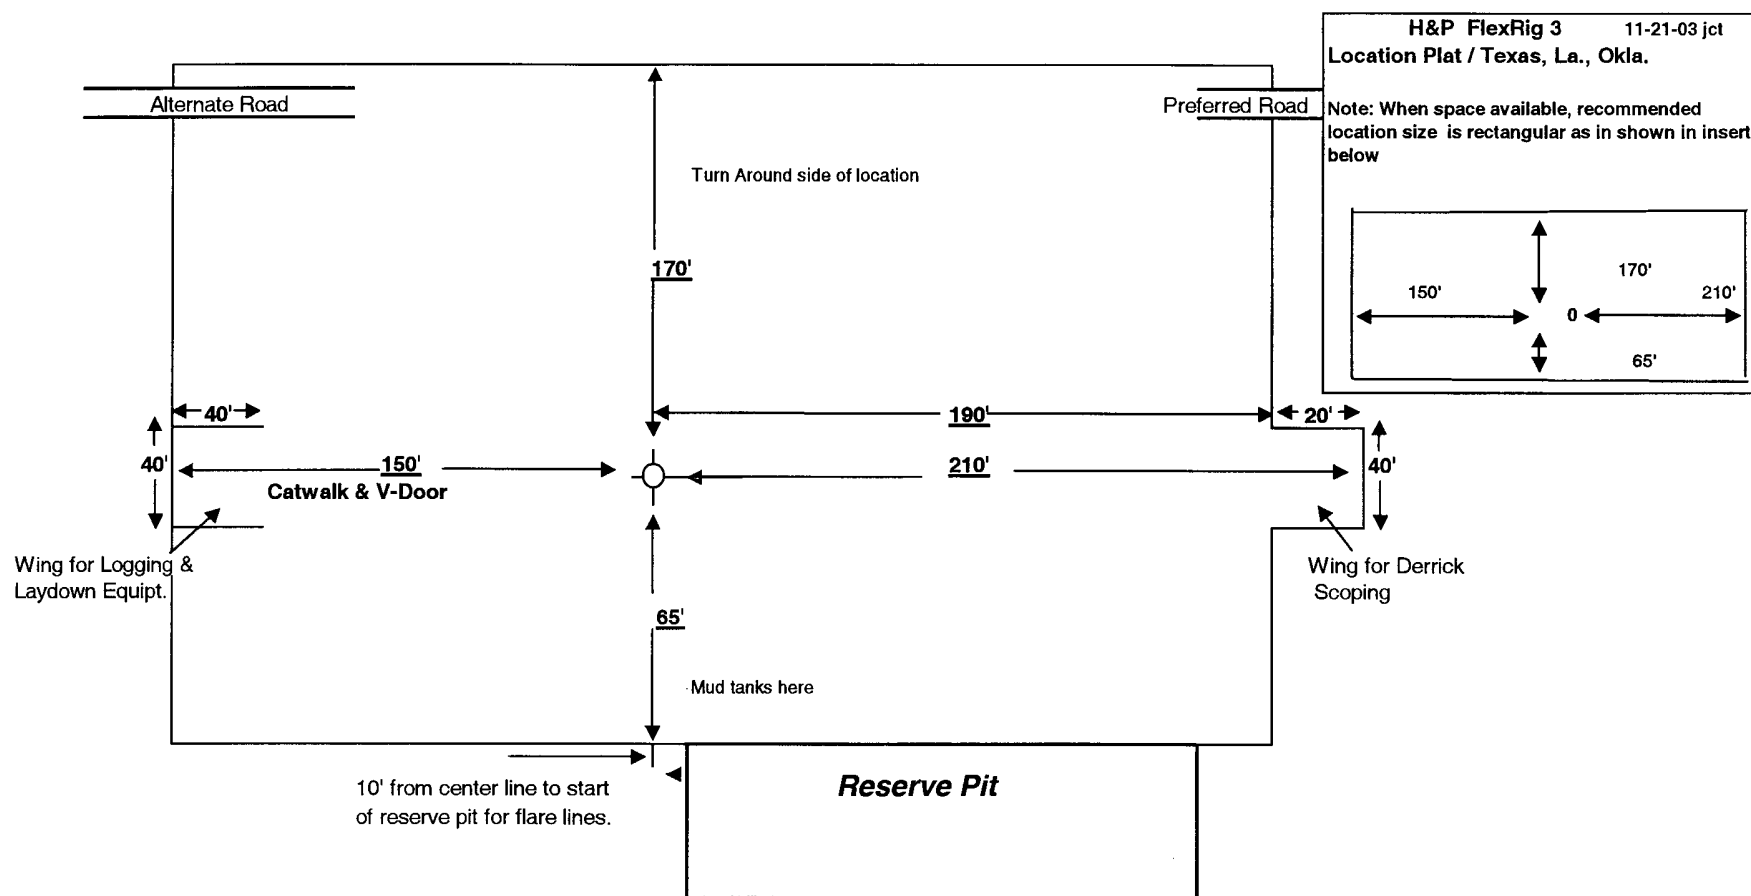 H&P FlexRig 3 11-21-03 jct
Location Plat / Texas, La., Okla.
Note: When space available, recommended
location size is rectangular as in shown in insert
below
170'
150'
210'
0
65'
Alternate Road
Preferred Road
Turn Around side of location
170'
40'
190'
20'
40'
150'
210'
40'
Catwalk & V-Door
Wing for Logging &
Laydown Equipt.
Wing for Derrick
Scoping
65'
Mud tanks here
10' from center line to start
of reserve pit for flare lines.
Reserve Pit